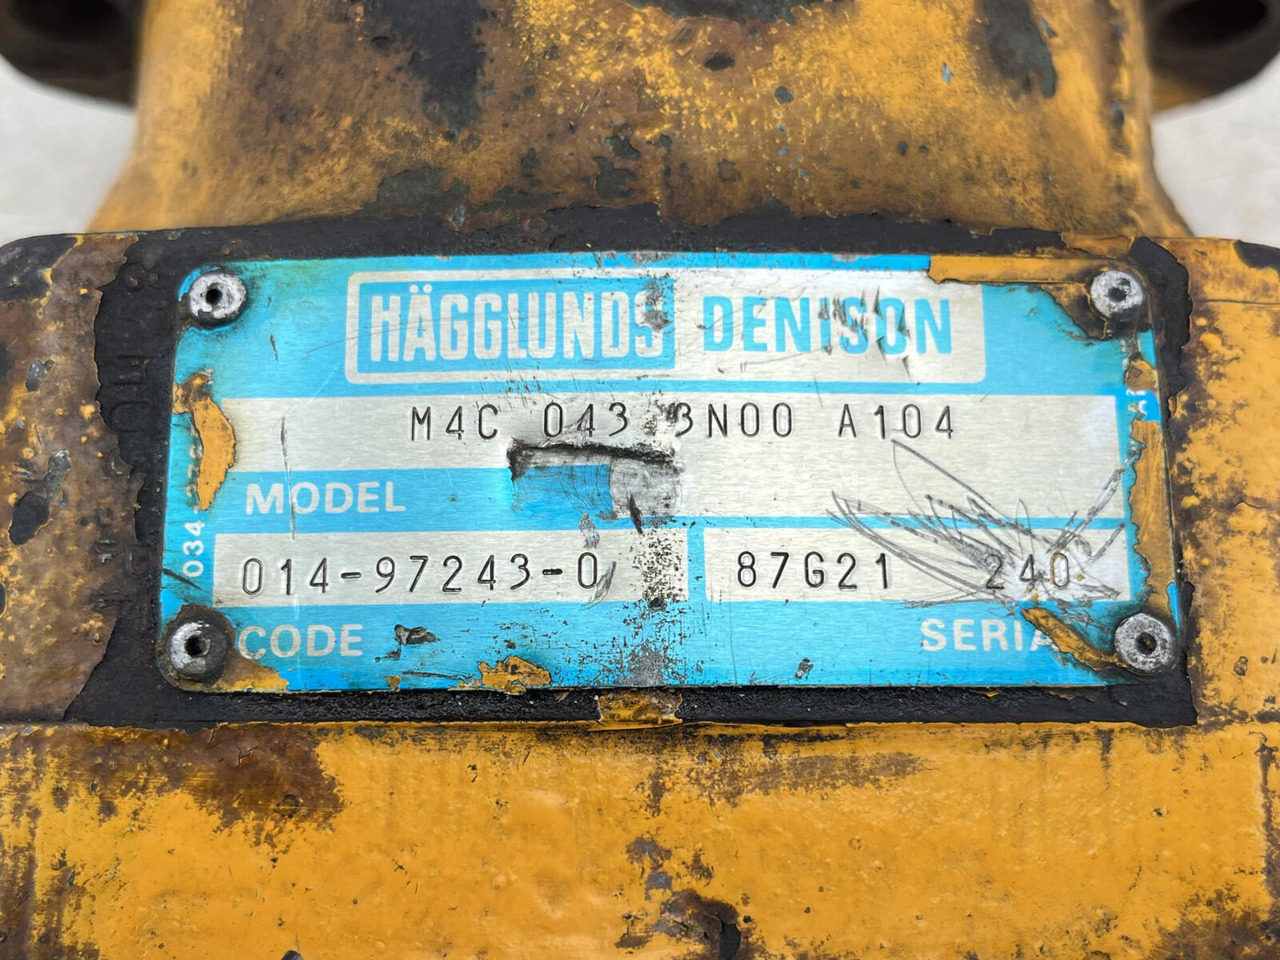 HÄGGLUNDS DENISON
M4C 043 3N00 A104
MODEL
034
014-97243-0 87G21 240
CODE SERIA